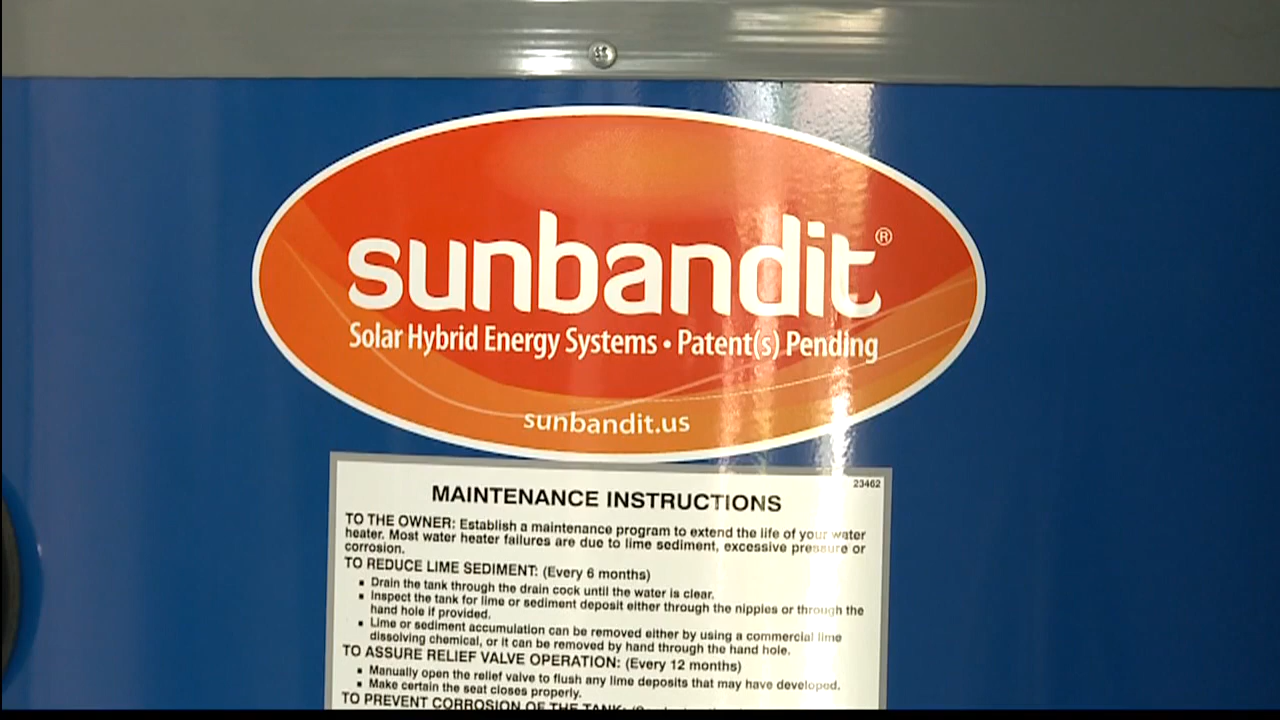 sunbandit®
Solar Hybrid Energy Systems • Patent(s) Pending
sunbandit.us
23462
MAINTENANCE INSTRUCTIONS
TO THE OWNER: Establish a maintenance program to extend the life of your water
heater. Most water heater failures are due to lime sediment, excessive pressure or
corrosion.
TO REDUCE LIME SEDIMENT: (Every 6 months)
▪ Drain the tank through the drain cock until the water is clear.
▪ Inspect the tank for lime or sediment deposit either through the nipples or through the
hand hole if provided.
▪ Lime or sediment accumulation can be removed either by using a commercial lime
dissolving chemical, or it can be removed by hand through the hand hole.
TO ASSURE RELIEF VALVE OPERATION: (Every 12 months)
▪ Manually open the relief valve to flush any lime deposits that may have developed.
▪ Make certain the seat closes properly.
TO PREVENT CORROSION OF THE TANK: